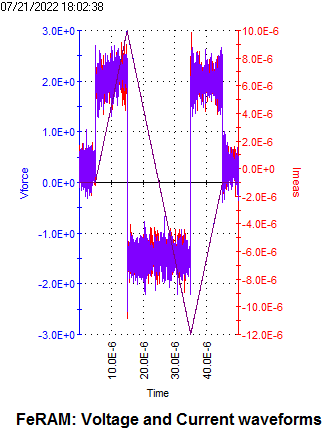 07/21/2022 18:02:38
3.0E+0
2.0E+0
1.0E+0
0.0E+0
-1.0E+0
-2.0E+0
-3.0E+0
Vforce
10.0E-6
8.0E-6
6.0E-6
4.0E-6
2.0E-6
0.0E+0
-2.0E-6
-4.0E-6
-6.0E-6
-8.0E-6
-10.0E-6
-12.0E-6
Imeas
10.0E-6
20.0E-6
30.0E-6
40.0E-6
Time
FeRAM: Voltage and Current waveforms